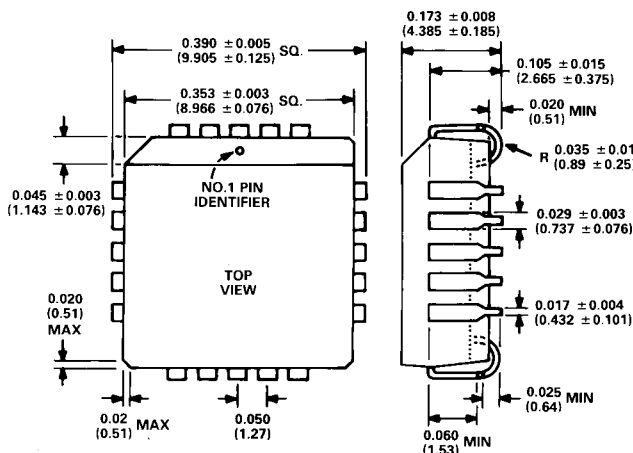 0.390 ±0.005 SQ.
(9.905 ±0.125)
0.353 ±0.003 SQ.
(8.966 ±0.076)
0.045 ±0.003
(1.143 ±0.076)
NO.1 PIN
IDENTIFIER
TOP
VIEW
0.020
(0.51)
MAX
0.02 MAX
(0.51)
0.050
(1.27)
0.173 ±0.008
(4.385 ±0.185)
0.105 ±0.015
(2.665 ±0.375)
0.020 MIN
(0.51)
R 0.035 ±0.01
(0.89 ±0.25)
0.029 ±0.003
(0.737 ±0.076)
0.017 ±0.004
(0.432 ±0.101)
0.025 MIN
(0.64)
0.060 MIN
(1.53)